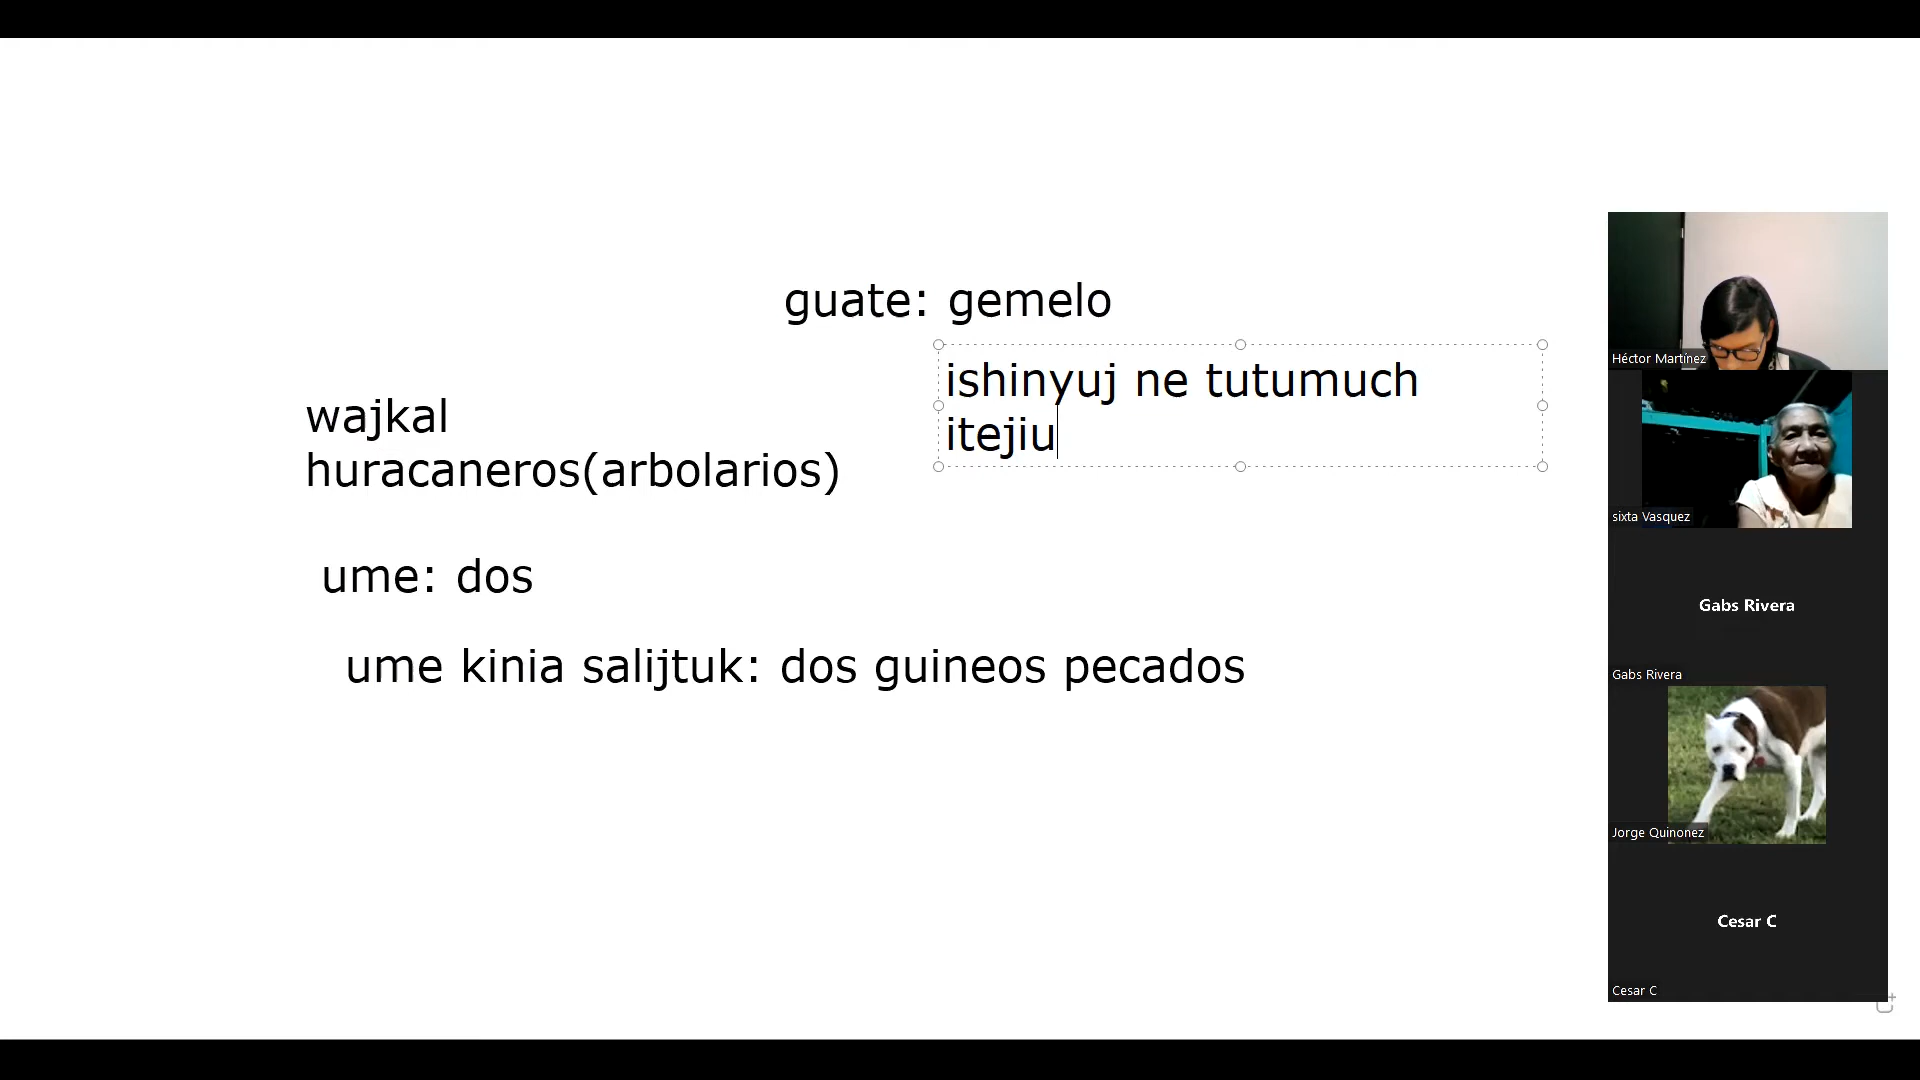 guate: gemelo
ishinyuj ne tutumuch
itejiu
wajkal
huracaneros(arbolarios)
ume: dos
ume kinia salijtuk: dos guineos pecados
Héctor Martínez
sixta Vasquez
Gabs Rivera
Gabs Rivera
Jorge Quinonez
Cesar C
Cesar C